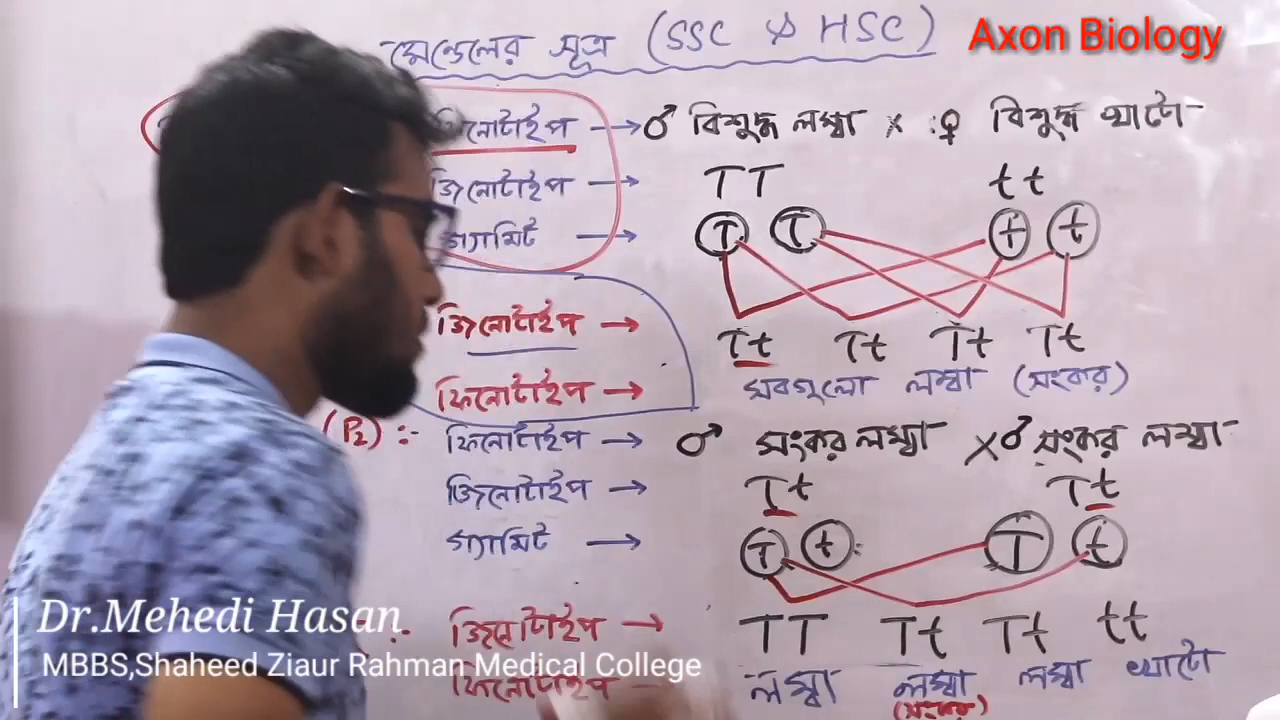 মেন্ডেলের সূত্র (SSC & HSC)
Axon Biology
ফিনোটাইপ → ♂ বিশুদ্ধ লম্বা × ♀ বিশুদ্ধ খাটো
জিনোটাইপ → TT tt
গ্যামিট → T T t t
জিনোটাইপ → Tt Tt Tt Tt
ফিনোটাইপ → সবগুলো লম্বা (সংকর)
(P₂) :- ফিনোটাইপ → ♂ সংকর লম্বা × ♂ সংকর লম্বা
জিনোটাইপ → Tt Tt
গ্যামিট → T t T t
:- জিনোটাইপ → TT Tt Tt tt
ফিনোটাইপ → লম্বা লম্বা লম্বা খাটো
(সংকর)
Dr.Mehedi Hasan
MBBS,Shaheed Ziaur Rahman Medical College